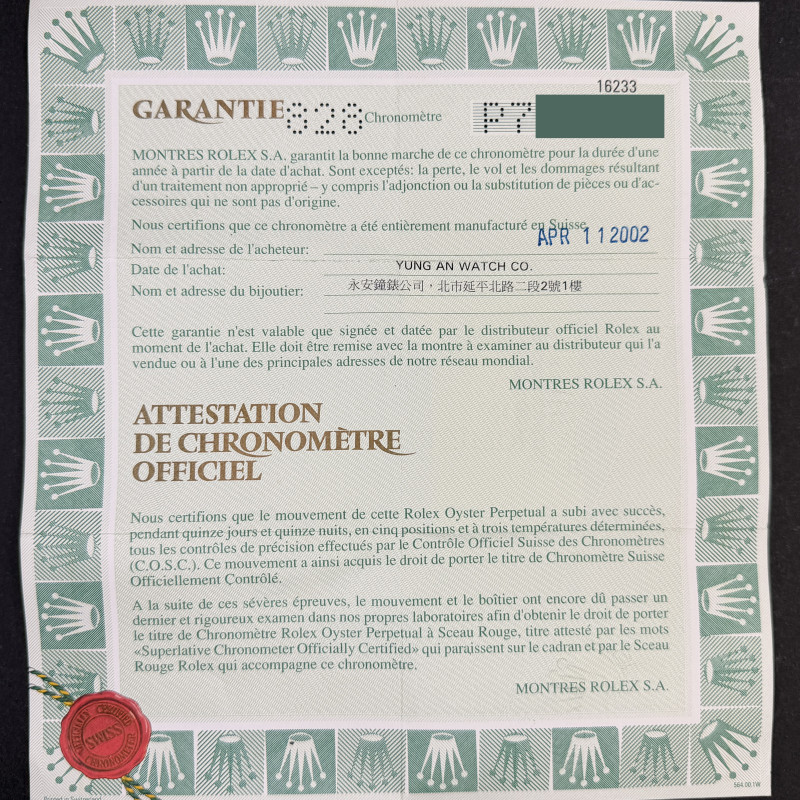 16233
GARANTIE 828 Chronomètre P7
MONTRES ROLEX S.A. garantit la bonne marche de ce chronomètre pour la durée d'une
année à partir de la date d'achat. Sont exceptés: la perte, le vol et les dommages résultant
d'un traitement non approprié – y compris l'adjonction ou la substitution de pièces ou d'ac-
cessoires qui ne sont pas d'origine.
Nous certifions que ce chronomètre a été entièrement manufacturé en Suisse.
APR 11 2002
Nom et adresse de l'acheteur:
Date de l'achat: YUNG AN WATCH CO.
Nom et adresse du bijoutier: 永安鐘錶公司，北市延平北路二段2號1樓
Cette garantie n'est valable que signée et datée par le distributeur officiel Rolex au
moment de l'achat. Elle doit être remise avec la montre à examiner au distributeur qui l'a
vendue ou à l'une des principales adresses de notre réseau mondial.
MONTRES ROLEX S.A.
ATTESTATION
DE CHRONOMÈTRE
OFFICIEL
Nous certifions que le mouvement de cette Rolex Oyster Perpetual a subi avec succès,
pendant quinze jours et quinze nuits, en cinq positions et à trois températures déterminées,
tous les contrôles de précision effectués par le Contrôle Officiel Suisse des Chronomètres
(C.O.S.C.). Ce mouvement a ainsi acquis le droit de porter le titre de Chronomètre Suisse
Officiellement Contrôlé.
A la suite de ces sévères épreuves, le mouvement et le boîtier ont encore dû passer un
dernier et rigoureux examen dans nos propres laboratoires afin d'obtenir le droit de porter
le titre de Chronomètre Rolex Oyster Perpetual à Sceau Rouge, titre attesté par les mots
«Superlative Chronometer Officially Certified» qui paraissent sur le cadran et par le Sceau
Rouge Rolex qui accompagne ce chronomètre.
MONTRES ROLEX S.A.
OFFICIALLY CERTIFIED
SWISS
CHRONOMETER
Printed in Switzerland
564.00.1W